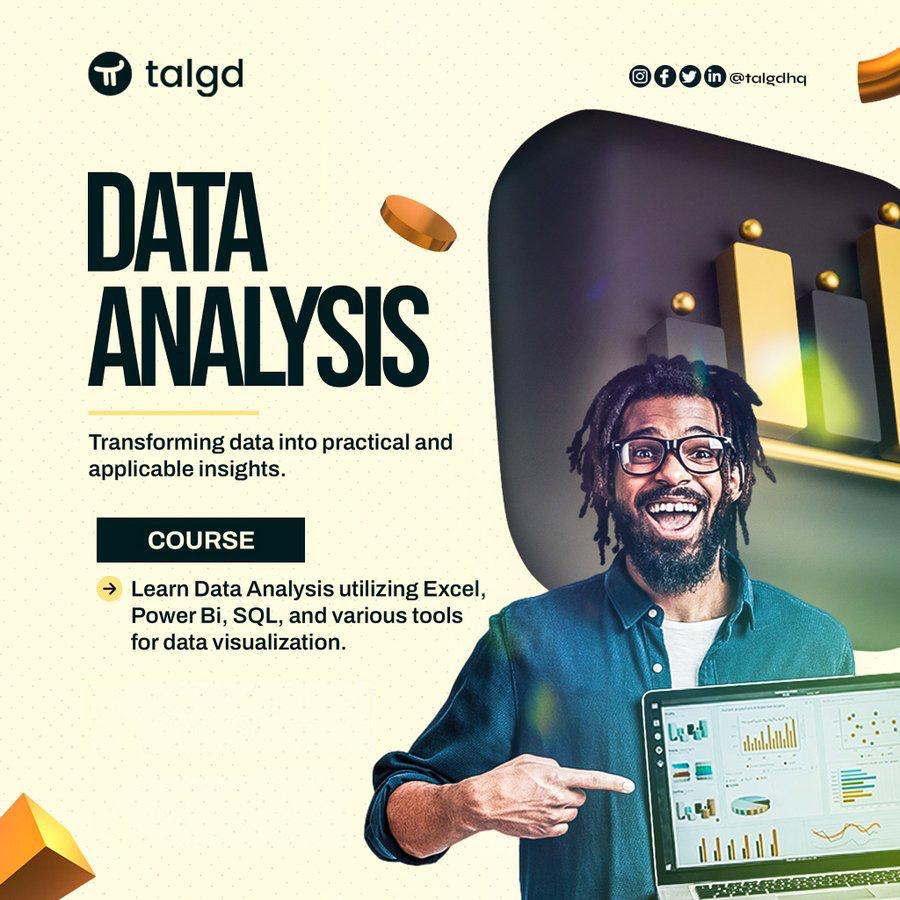 talgd
@talgdhq
DATA
ANALYSIS
Transforming data into practical and
applicable insights.
COURSE
Learn Data Analysis utilizing Excel,
Power Bi, SQL, and various tools
for data visualization.